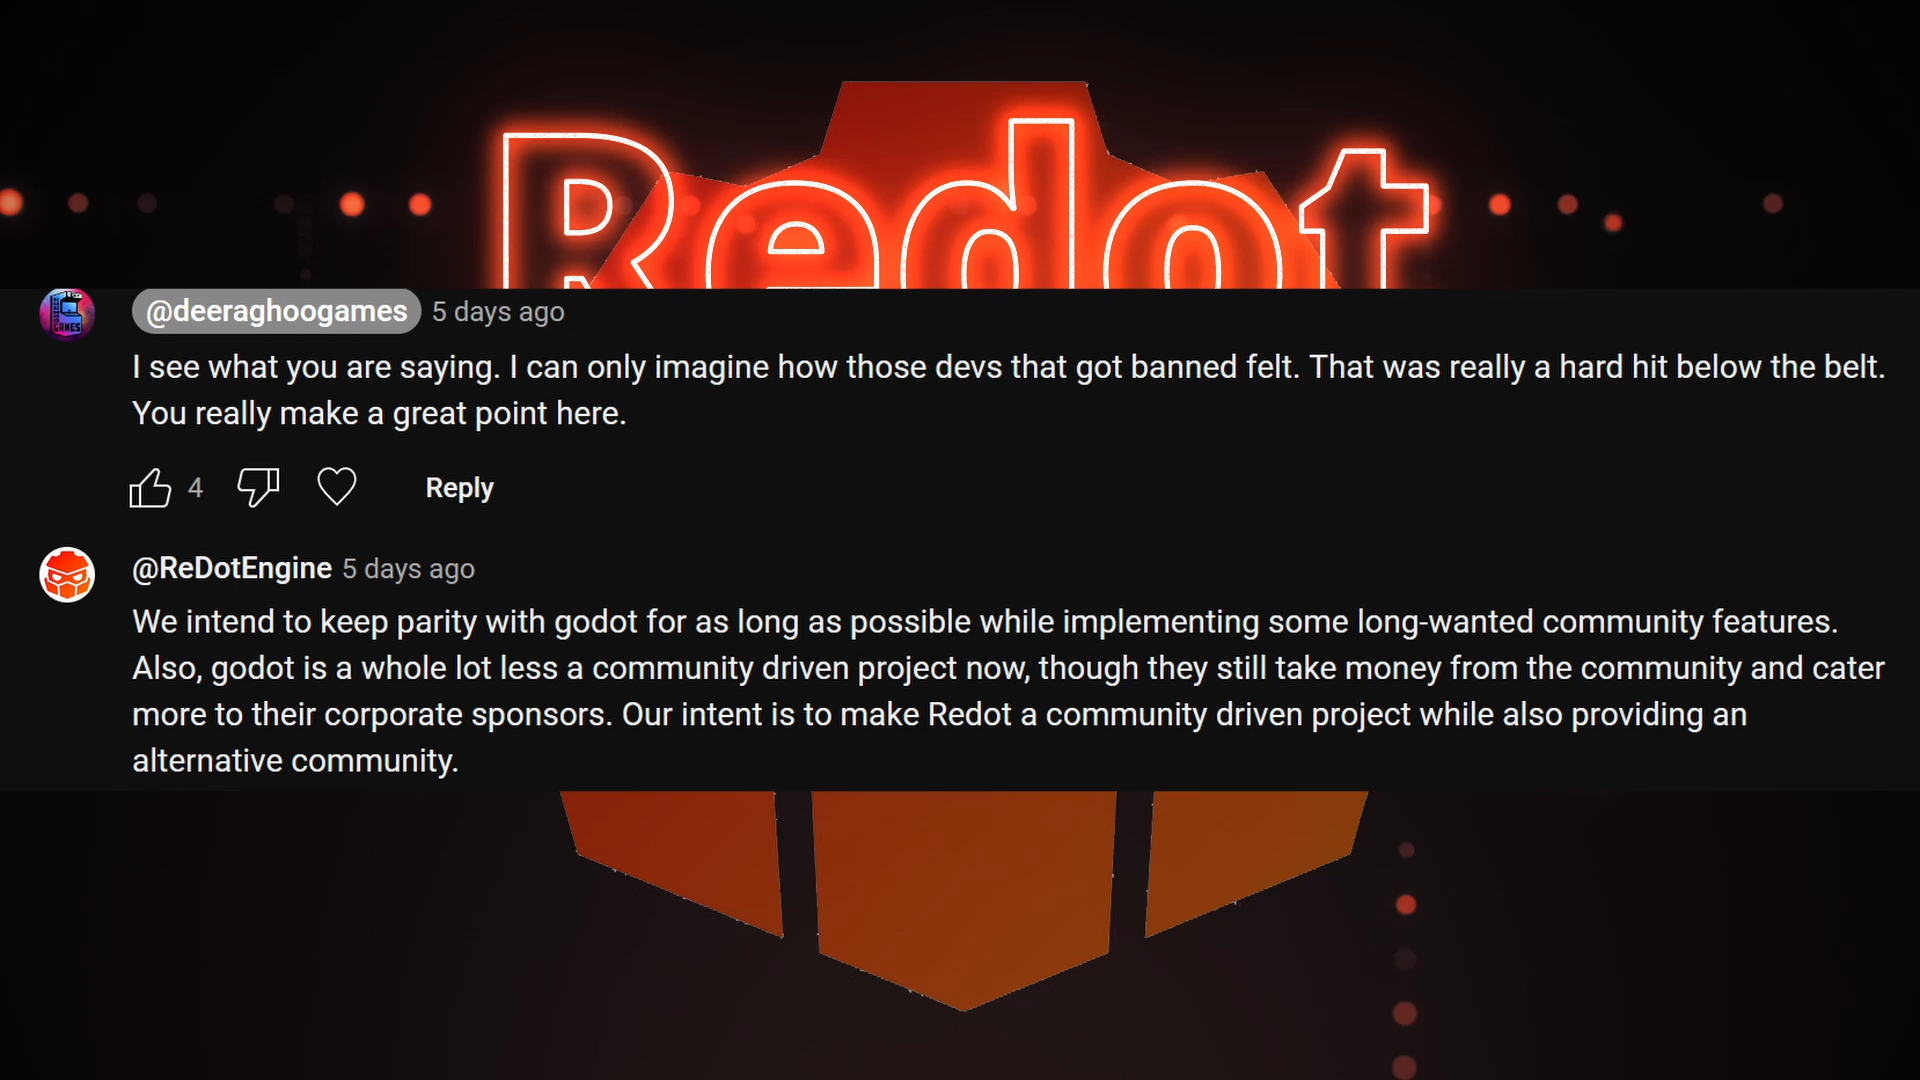 Redot
@deeraghoogames 5 days ago
I see what you are saying. I can only imagine how those devs that got banned felt. That was really a hard hit below the belt.
You really make a great point here.
4 Reply
@ReDotEngine 5 days ago
We intend to keep parity with godot for as long as possible while implementing some long-wanted community features.
Also, godot is a whole lot less a community driven project now, though they still take money from the community and cater
more to their corporate sponsors. Our intent is to make Redot a community driven project while also providing an
alternative community.